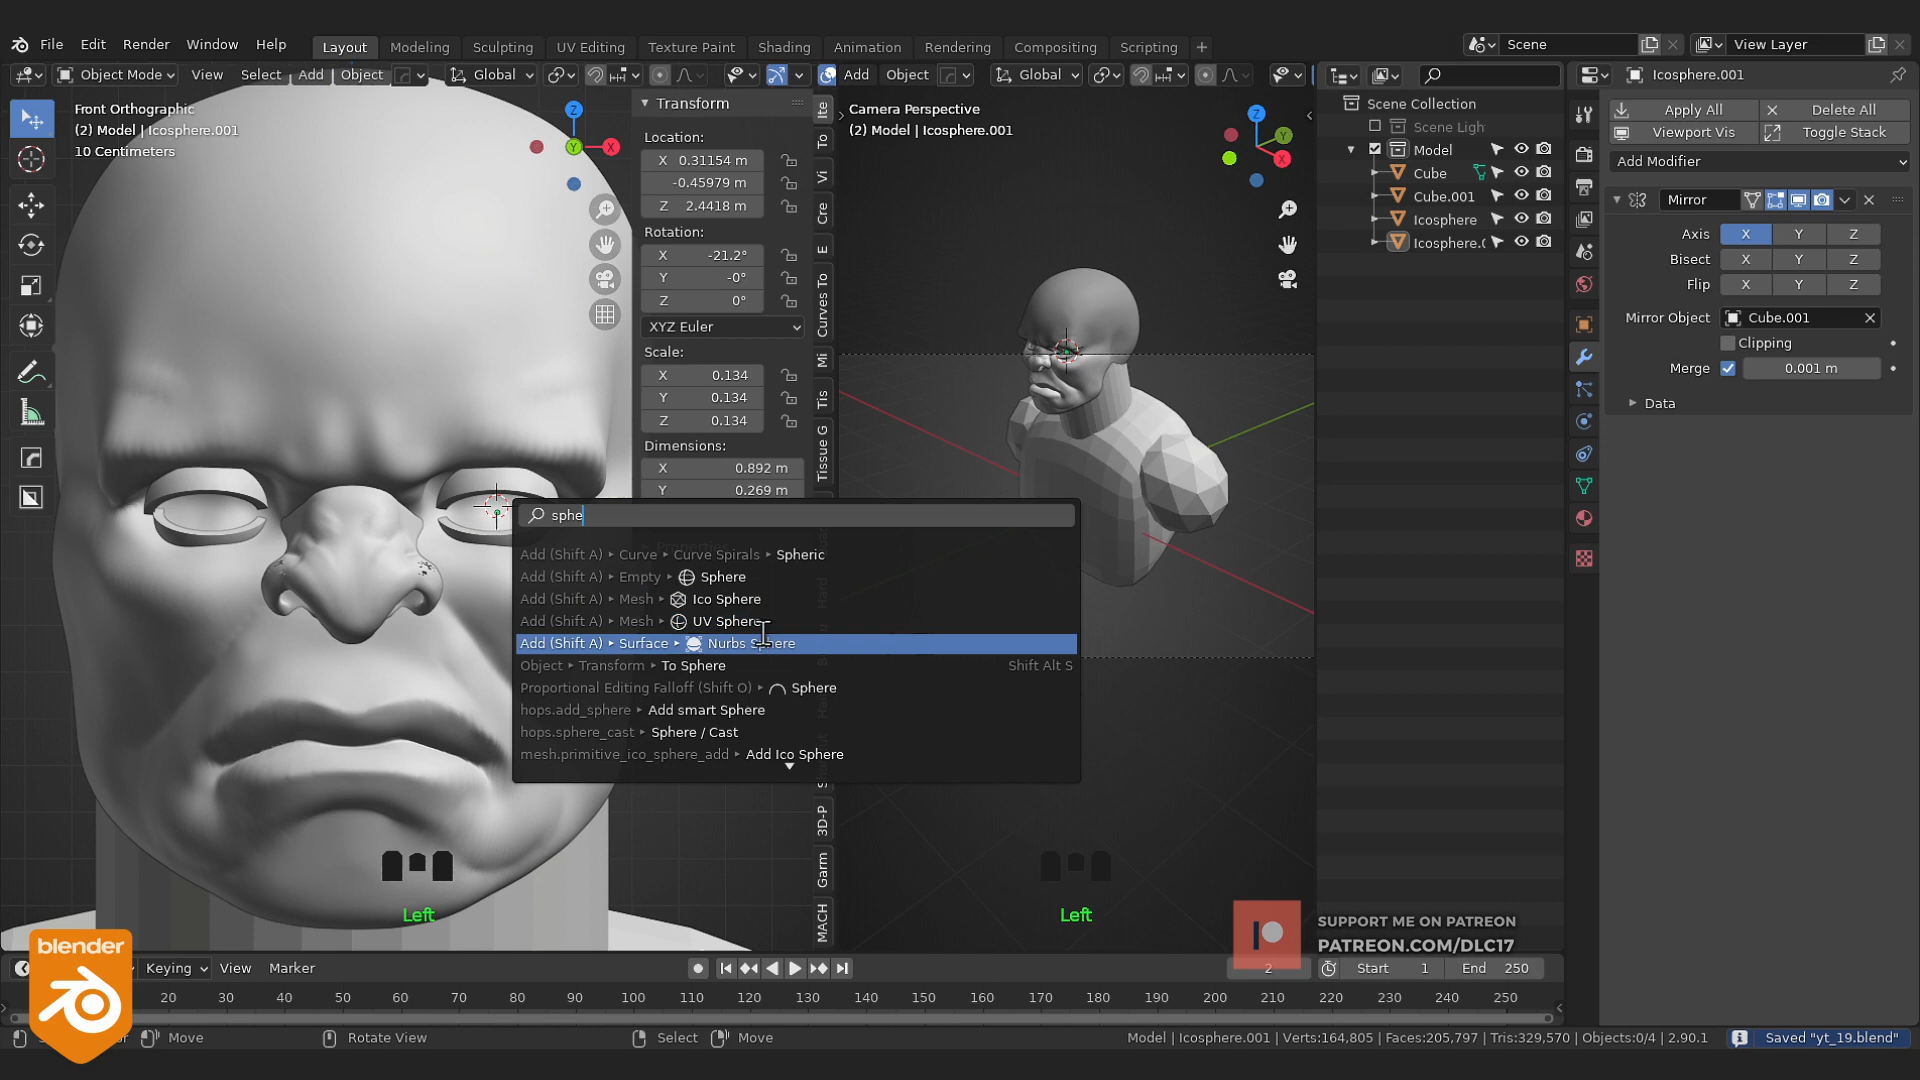 File Edit Render Window Help Layout Modeling Sculpting UV Editing Texture Paint Shading Animation Rendering Compositing Scripting + Scene View Layer
Object Mode View Select Add Object Global Add Object Global Icosphere.001
Front Orthographic
(2) Model | Icosphere.001
10 Centimeters
Transform
Location:
X 0.31154 m
-0.45979 m
Z 2.4418 m
Rotation:
X -21.2°
Y -0°
Z 0°
XYZ Euler
Scale:
X 0.134
Y 0.134
Z 0.134
Dimensions:
X 0.892 m
Y 0.269 m
Ite
To
Vi
Cre
E
Curves To
Mi
Tis
Tissue G
3D-P
Garm
MACH
Camera Perspective
(2) Model | Icosphere.001
sphe
Add (Shift A) ▸ Curve ▸ Curve Spirals ▸ Spheric
Add (Shift A) ▸ Empty ▸ Sphere
Add (Shift A) ▸ Mesh ▸ Ico Sphere
Add (Shift A) ▸ Mesh ▸ UV Sphere
Add (Shift A) ▸ Surface ▸ Nurbs Sphere
Object ▸ Transform ▸ To Sphere Shift Alt S
Proportional Editing Falloff (Shift O) ▸ Sphere
hops.add_sphere ▸ Add smart Sphere
hops.sphere_cast ▸ Sphere / Cast
mesh.primitive_ico_sphere_add ▸ Add Ico Sphere
Left
Left
X
Y
Z
X
Y
Z
Scene Collection
Scene Ligh
Model
Cube
Cube.001
Icosphere
Icosphere.0
Apply All Delete All
Viewport Vis Toggle Stack
Add Modifier
Mirror
Axis X Y Z
Bisect X Y Z
Flip X Y Z
Mirror Object Cube.001
Clipping
Merge 0.001 m
Data
SUPPORT ME ON PATREON
PATREON.COM/DLC17
blender
Keying View Marker 2 Start 1 End 250
20 30 40 50 60 70 80 90 100 110 120 130 140 150 160 170 180 190 200 210 220 230 240 250
Move Rotate View Select Move Model | Icosphere.001 | Verts:164,805 | Faces:205,797 | Tris:329,570 | Objects:0/4 | 2.90.1 Saved "yt_19.blend"